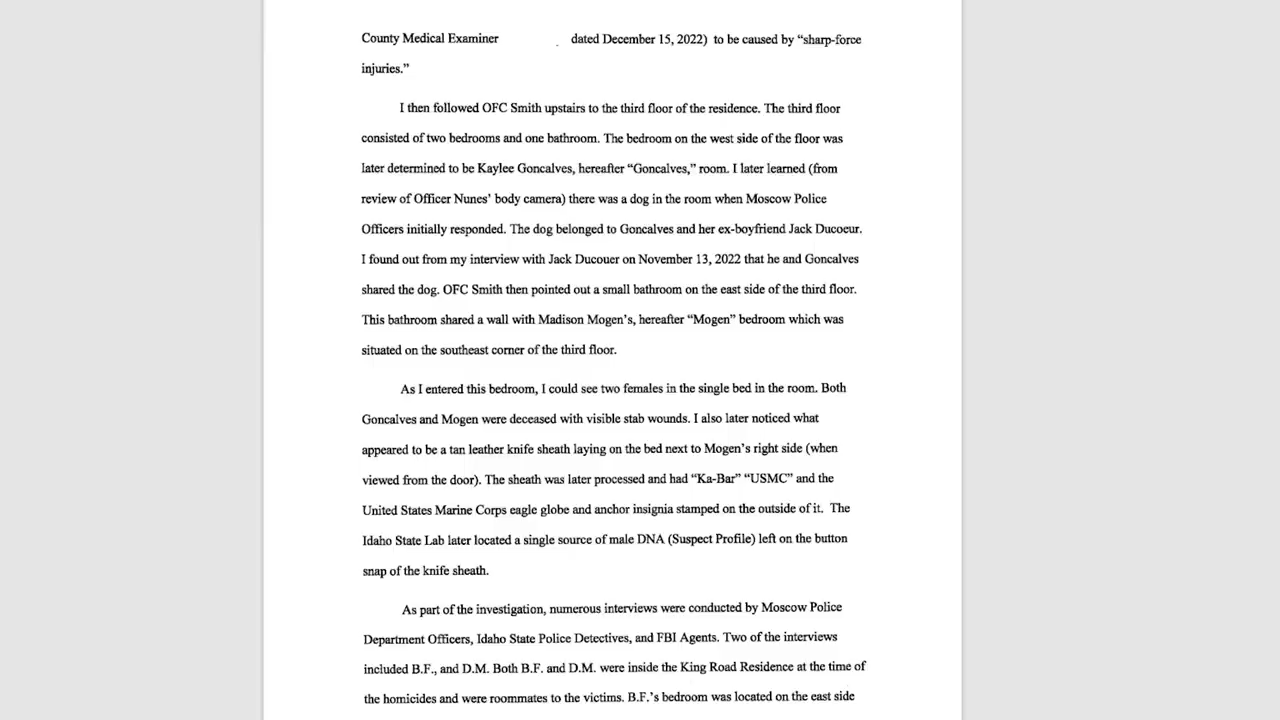 County Medical Examiner dated December 15, 2022) to be caused by “sharp-force
injuries.”
I then followed OFC Smith upstairs to the third floor of the residence. The third floor
consisted of two bedrooms and one bathroom. The bedroom on the west side of the floor was
later determined to be Kaylee Goncalves, hereafter “Goncalves,” room. I later learned (from
review of Officer Nunes’ body camera) there was a dog in the room when Moscow Police
Officers initially responded. The dog belonged to Goncalves and her ex-boyfriend Jack Ducoeur.
I found out from my interview with Jack Ducouer on November 13, 2022 that he and Goncalves
shared the dog. OFC Smith then pointed out a small bathroom on the east side of the third floor.
This bathroom shared a wall with Madison Mogen’s, hereafter “Mogen” bedroom which was
situated on the southeast corner of the third floor.
As I entered this bedroom, I could see two females in the single bed in the room. Both
Goncalves and Mogen were deceased with visible stab wounds. I also later noticed what
appeared to be a tan leather knife sheath laying on the bed next to Mogen’s right side (when
viewed from the door). The sheath was later processed and had “Ka-Bar” “USMC” and the
United States Marine Corps eagle globe and anchor insignia stamped on the outside of it. The
Idaho State Lab later located a single source of male DNA (Suspect Profile) left on the button
snap of the knife sheath.
As part of the investigation, numerous interviews were conducted by Moscow Police
Department Officers, Idaho State Police Detectives, and FBI Agents. Two of the interviews
included B.F., and D.M. Both B.F. and D.M. were inside the King Road Residence at the time of
the homicides and were roommates to the victims. B.F.’s bedroom was located on the east side